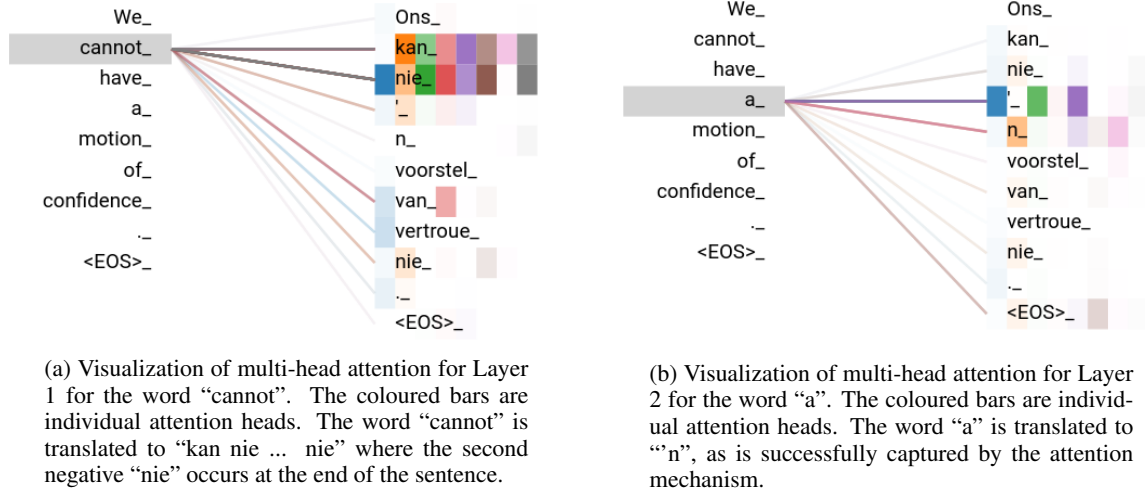 We_
cannot_
have_
a_
motion_
of_
confidence_
._
<EOS>_
Ons_
kan_
nie_
'_
n_
voorstel_
van_
vertroue_
nie_
._
<EOS>_
(a) Visualization of multi-head attention for Layer
1 for the word “cannot”. The coloured bars are
individual attention heads. The word “cannot” is
translated to “kan nie ... nie” where the second
negative “nie” occurs at the end of the sentence.
We_
cannot_
have_
a_
motion_
of_
confidence_
._
<EOS>_
Ons_
kan_
nie_
'_
n_
voorstel_
van_
vertroue_
nie_
._
<EOS>_
(b) Visualization of multi-head attention for Layer
2 for the word “a”. The coloured bars are individ-
ual attention heads. The word “a” is translated to
“’n”, as is successfully captured by the attention
mechanism.